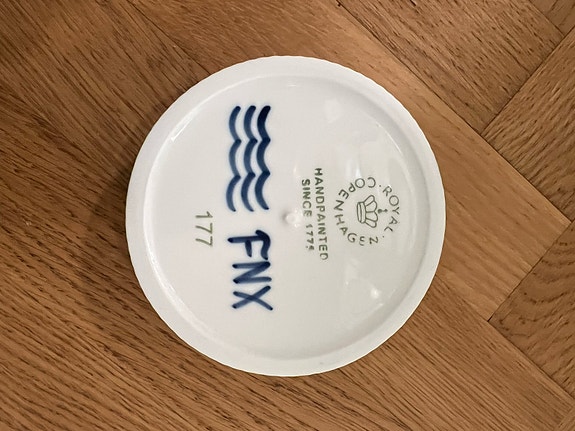 ROYAL
COPENHAGEN
HANDPAINTED
SINCE 1775
FNX
177